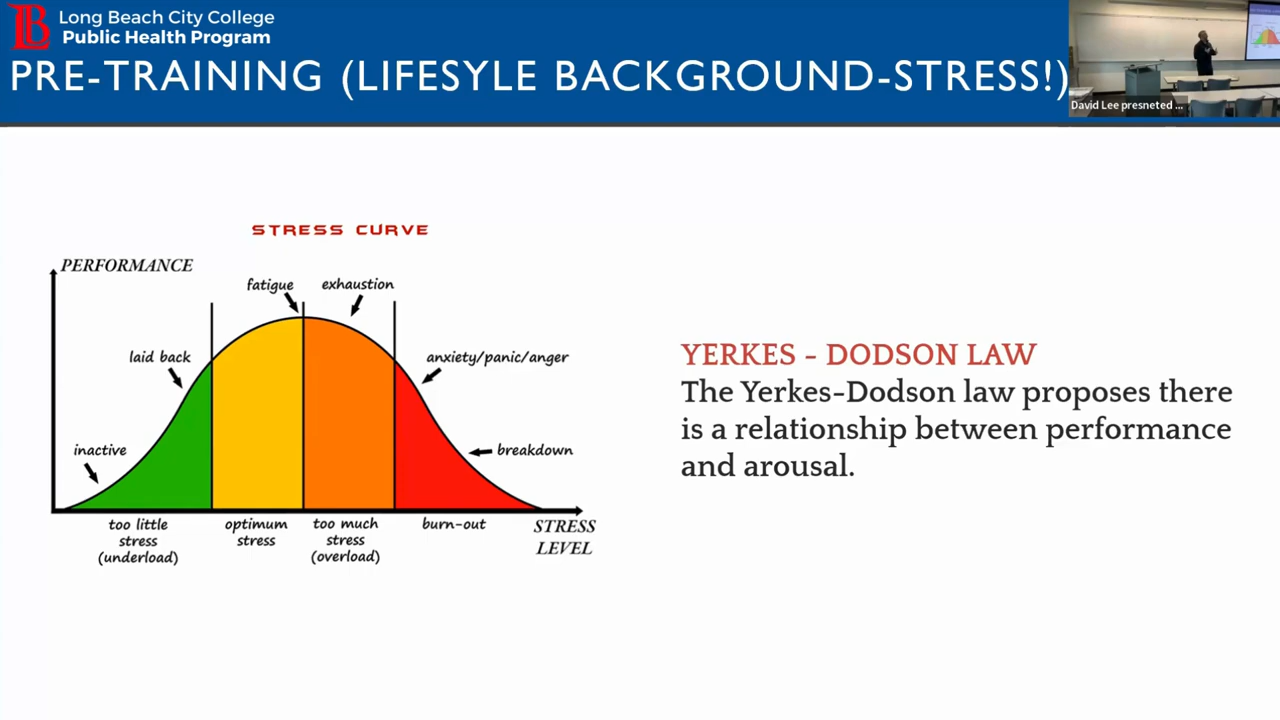 Long Beach City College
Public Health Program
PRE-TRAINING (LIFESYLE BACKGROUND-STRESS!)
David Lee presneted ...
STRESS CURVE
PERFORMANCE
fatigue
exhaustion
laid back
anxiety/panic/anger
inactive
breakdown
too little
stress
(underload)
optimum
stress
too much
stress
(overload)
burn-out
STRESS
LEVEL
YERKES - DODSON LAW
The Yerkes-Dodson law proposes there
is a relationship between performance
and arousal.